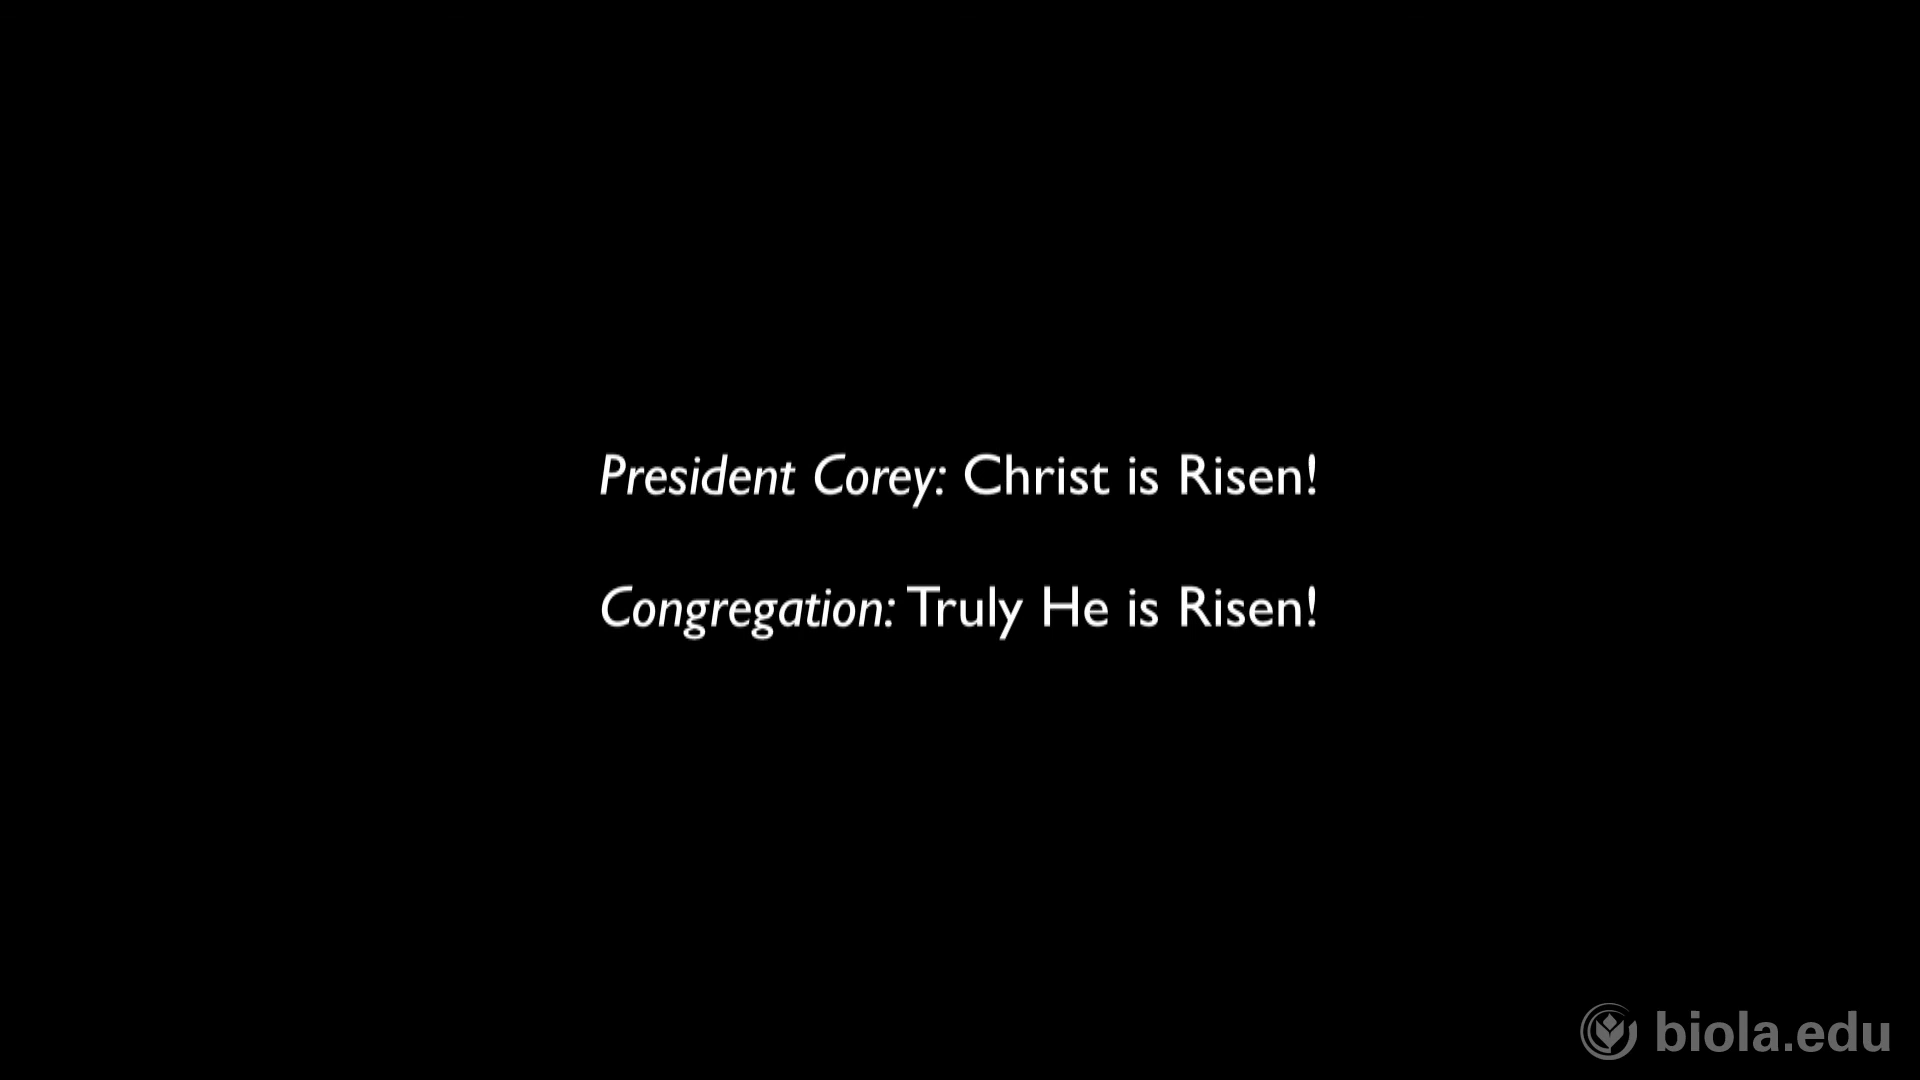 President Corey: Christ is Risen!
Congregation: Truly He is Risen!
biola.edu